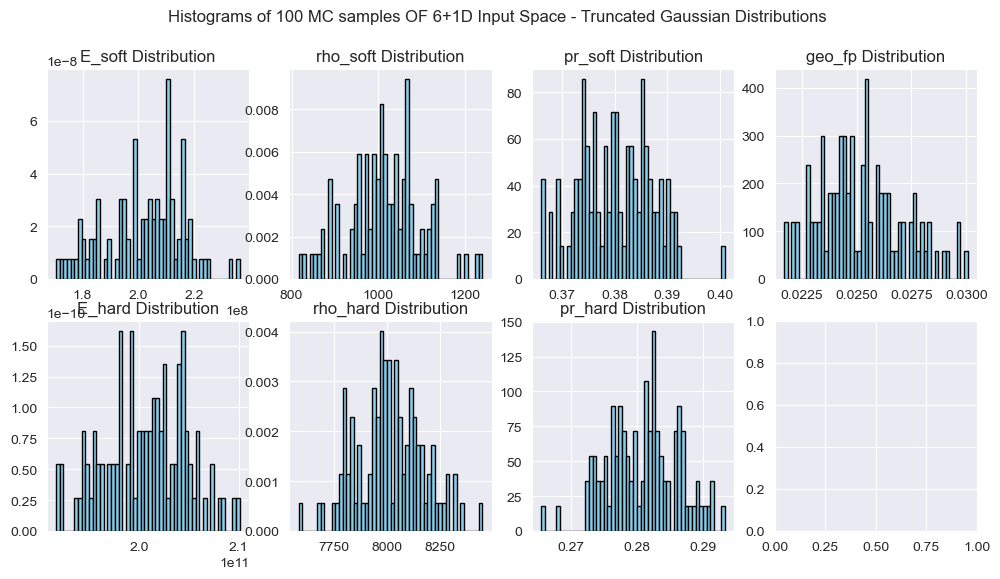 Histograms of 100 MC samples OF 6+1D Input Space - Truncated Gaussian Distributions
E_soft Distribution
1e−8
6
4
2
0
1.8 2.0 2.2
1e8
rho_soft Distribution
0.008
0.006
0.004
0.002
0.000
800 1000 1200
pr_soft Distribution
80
60
40
20
0
0.37 0.38 0.39 0.40
geo_fp Distribution
400
300
200
100
0
0.0225 0.0250 0.0275 0.0300
E_hard Distribution
1.50
1.25
1.00
0.75
0.50
0.25
0.00
2.0 2.1
1e11
rho_hard Distribution
0.004
0.003
0.002
0.001
0.000
7750 8000 8250
pr_hard Distribution
150
125
100
75
50
25
0
0.27 0.28 0.29
1.0
0.8
0.6
0.4
0.2
0.0
0.00 0.25 0.50 0.75 1.00